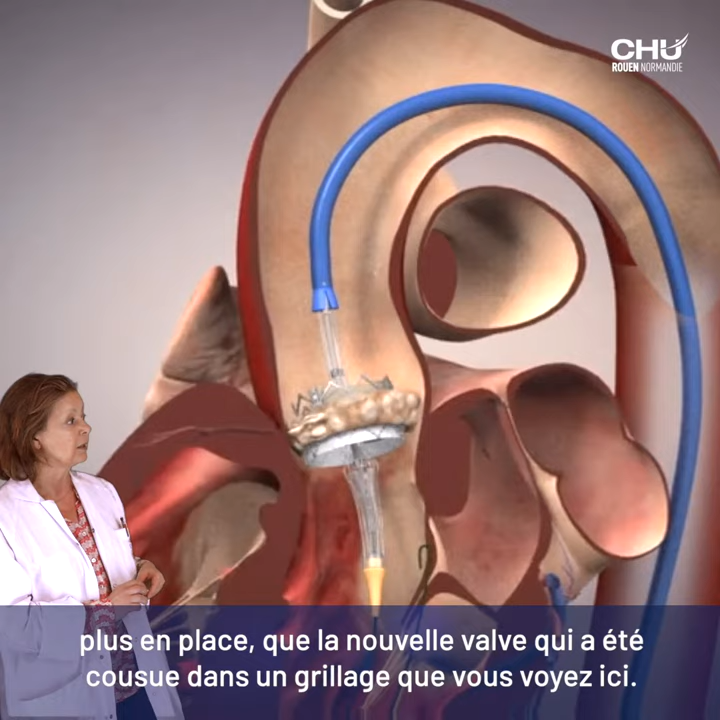 CHU
ROUEN NORMANDIE
plus en place, que la nouvelle valve qui a été
cousue dans un grillage que vous voyez ici.